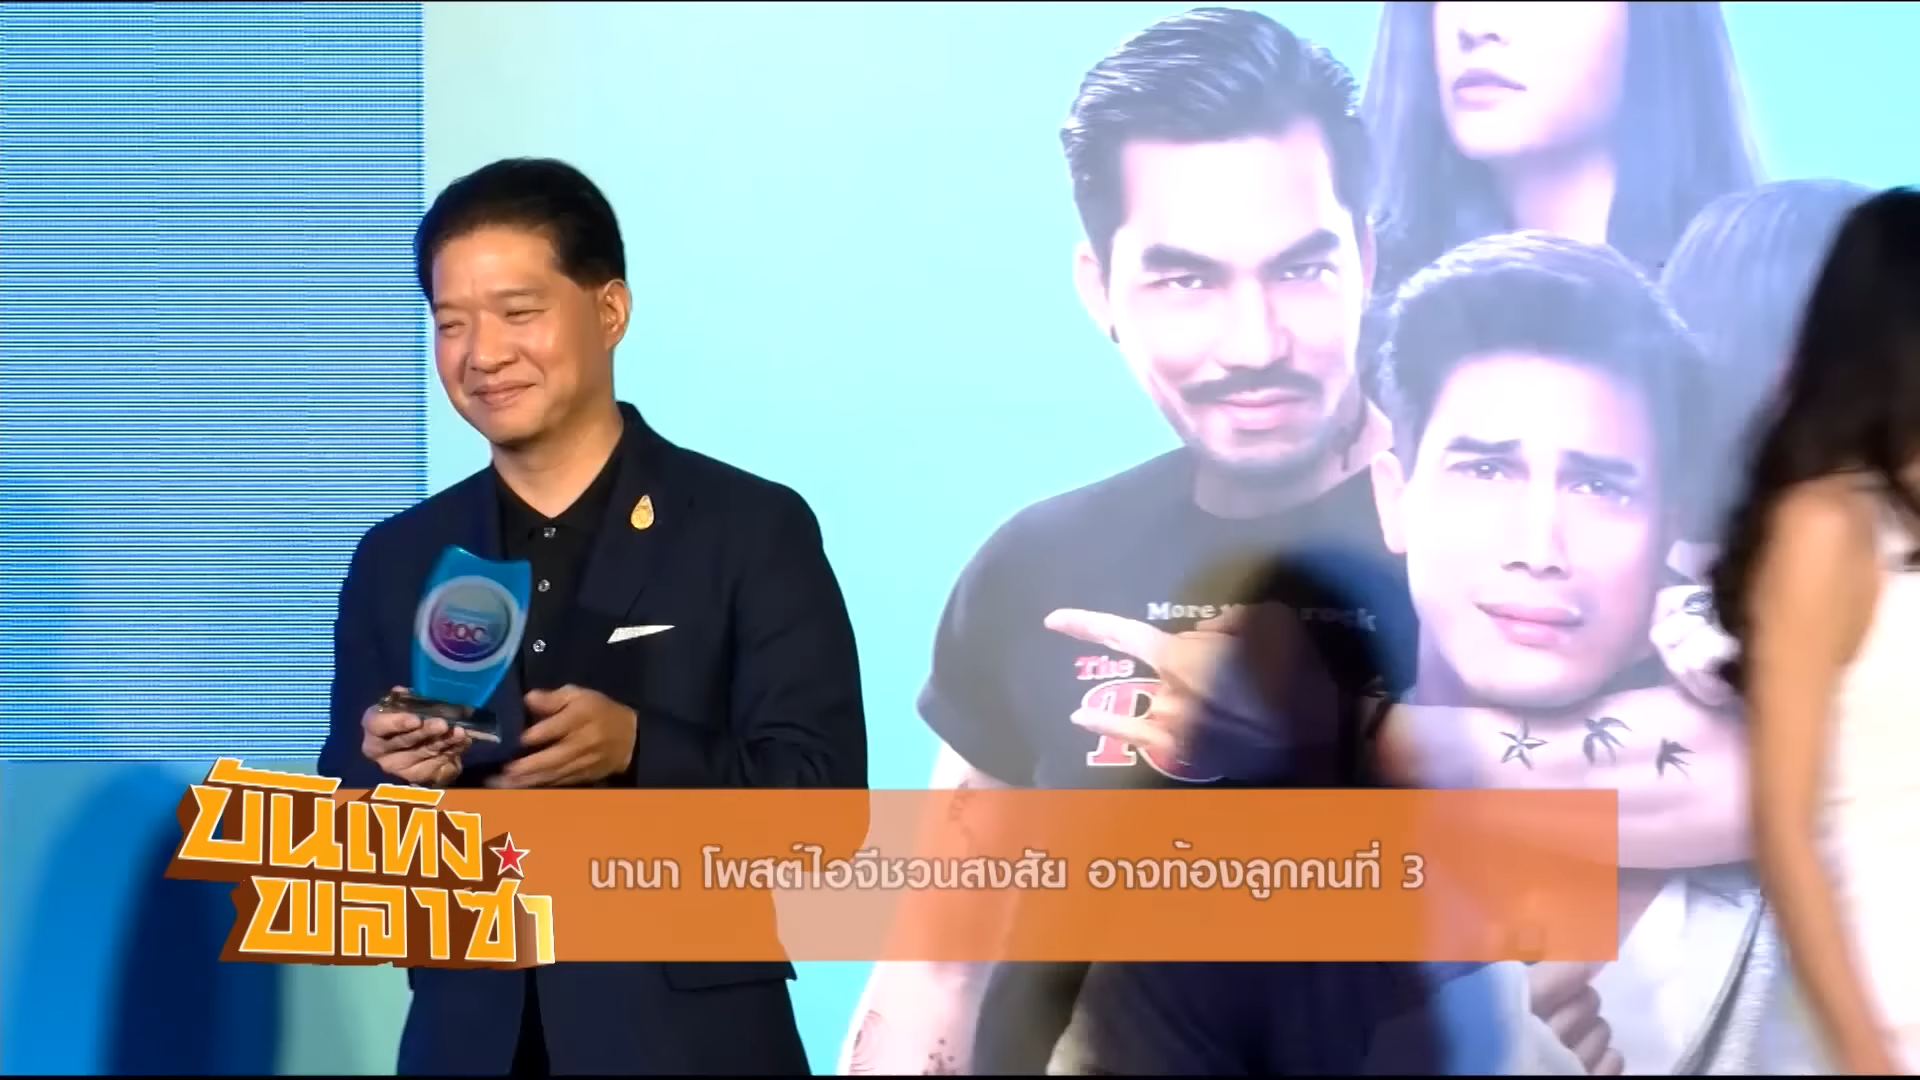 More
rock
The
R
100
บันเทิง
พลาซ่า
นานา โพสต์ไอจีชวนสงสัย อาจท้องลูกคนที่ 3